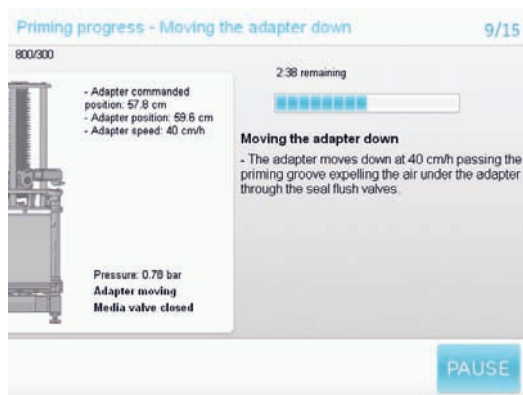 Priming progress - Moving the adapter down
9/15
800/300
- Adapter commanded
position: 57.8 cm
- Adapter position: 59.6 cm
- Adapter speed: 40 cm/h
Pressure: 0.78 bar
Adapter moving
Media valve closed
2:38 remaining
Moving the adapter down
- The adapter moves down at 40 cm/h passing the
priming groove expelling the air under the adapter
through the seal flush valves.
PAUSE